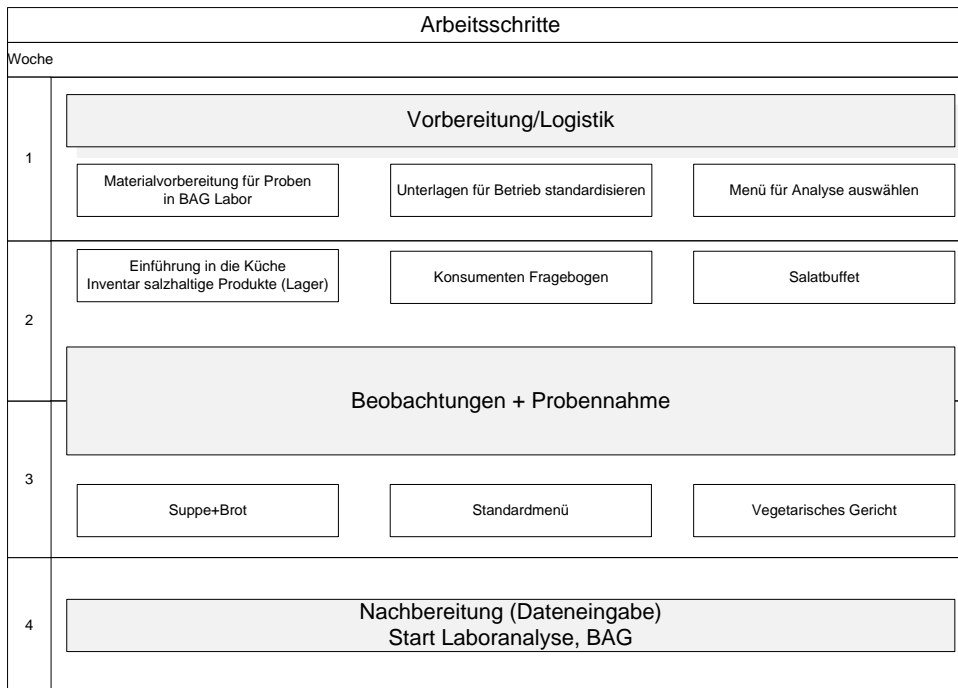 Arbeitsschritte
Woche
1
Vorbereitung/Logistik
Materialvorbereitung für Proben
in BAG Labor
Unterlagen für Betrieb standardisieren
Menü für Analyse auswählen
2
Einführung in die Küche
Inventar salzhaltige Produkte (Lager)
Konsumenten Fragebogen
Salatbuffet
Beobachtungen + Probennahme
3
Suppe+Brot
Standardmenü
Vegetarisches Gericht
4
Nachbereitung (Dateneingabe)
Start Laboranalyse, BAG